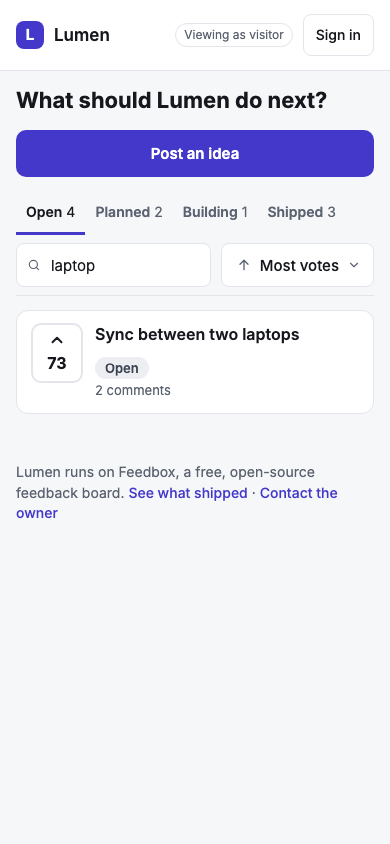 L Lumen Viewing as visitor Sign in
What should Lumen do next?
Post an idea
Open 4 Planned 2 Building 1 Shipped 3
laptop Most votes
Sync between two laptops
73 Open
2 comments
Lumen runs on Feedbox, a free, open-source
feedback board. See what shipped · Contact the
owner